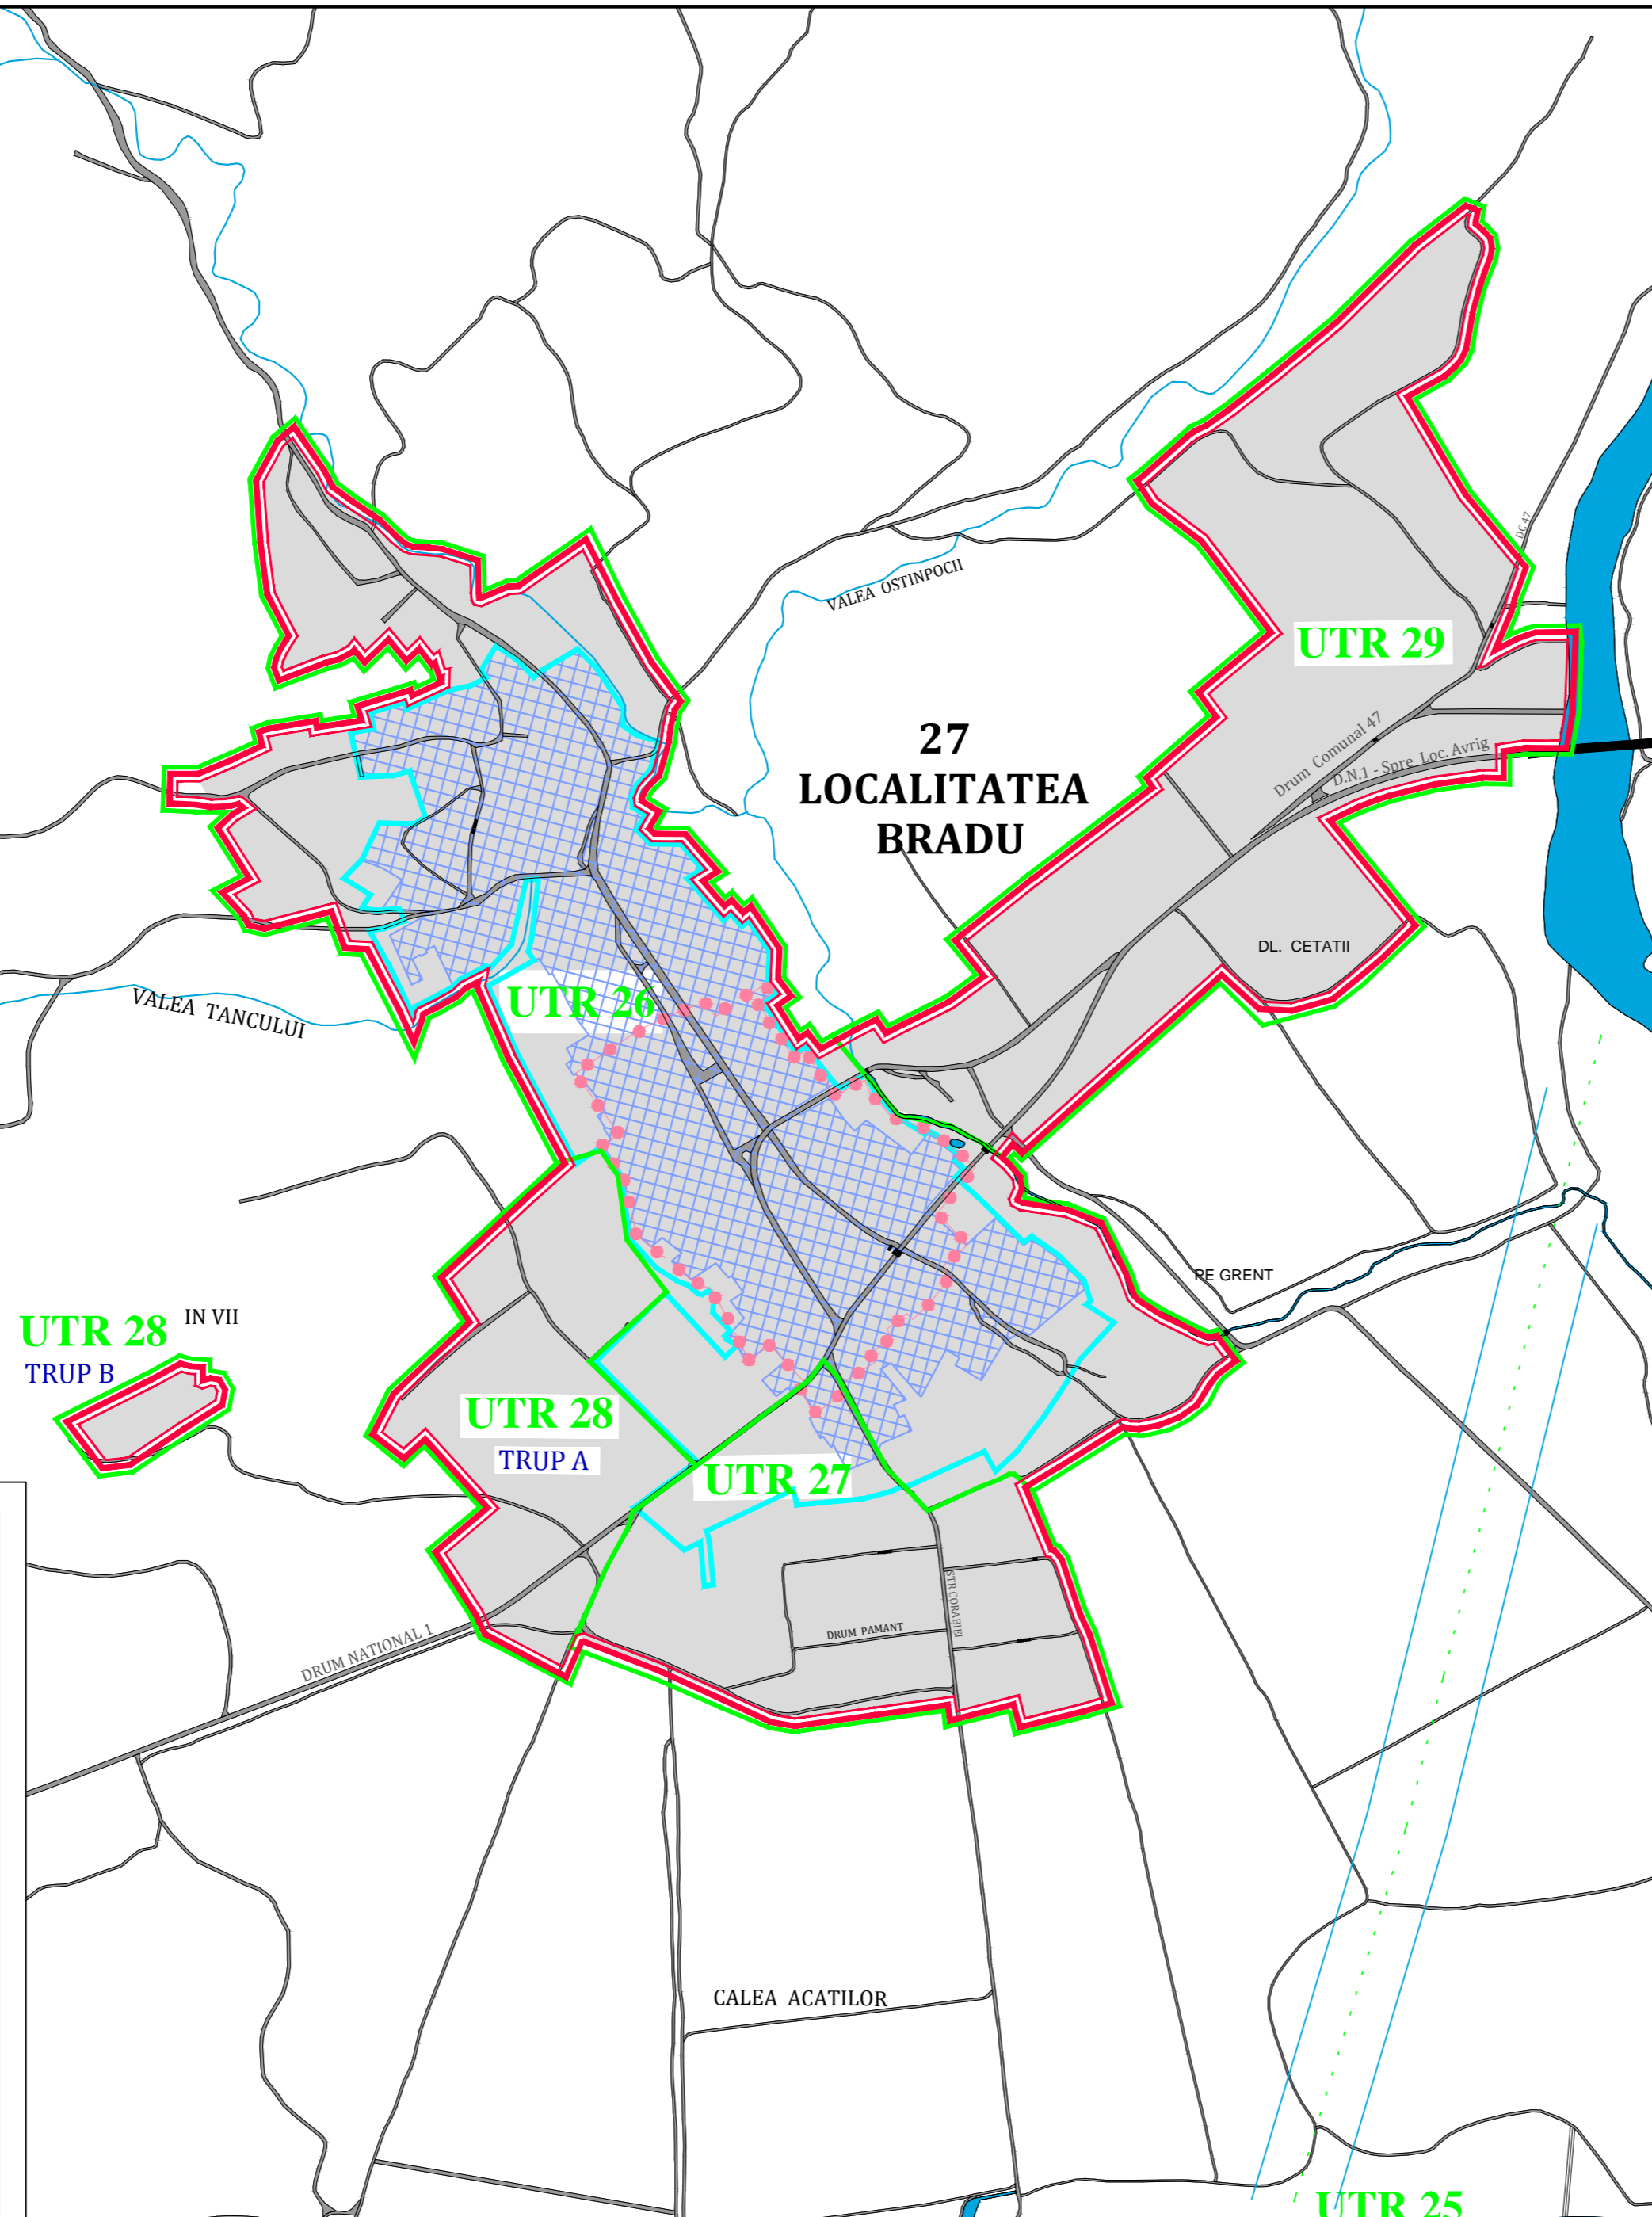 DC 47
VALEA OSTINPOCII
UTR 29
27
LOCALITATEA
BRADU
Drum Comunal 47
D.N.1 - Spre Loc. Avrig
DL. CETATII
UTR 26
VALEA TANCULUI
PE GRENT
UTR 28
IN VII
TRUP B
UTR 28
TRUP A
UTR 27
STR CORABIEI
DRUM PAMANT
DRUM NATIONAL 1
CALEA ACATILOR
UTR 25